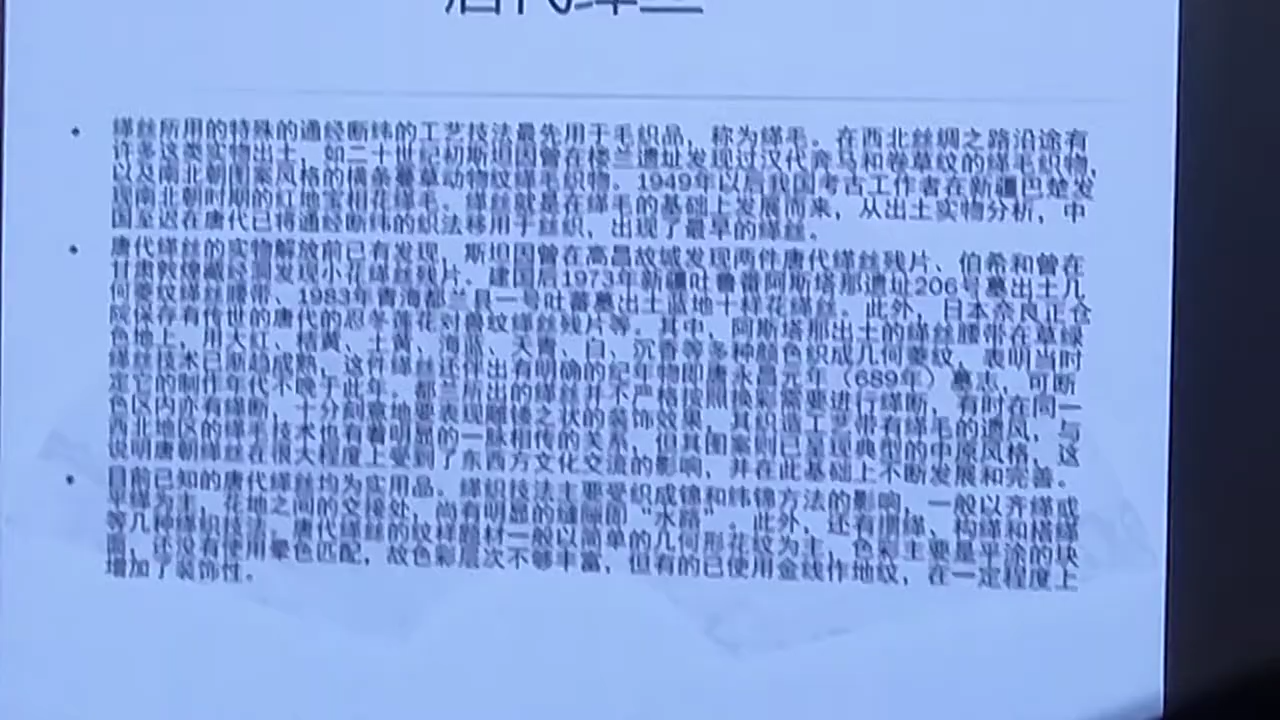 唐代缂丝
• 缂丝所用的特殊的通经断纬的工艺技法最先用于毛织品，称为缂毛。在西北丝绸之路沿途有
许多这类实物出土，如二十世纪初斯坦因曾在楼兰遗址发现过汉代奔马和卷草纹的缂毛织物，
以及南北朝图案风格的横条蔓草动物纹缂毛织物。1949年以后我国考古工作者在新疆巴楚发
现南北朝时期的红地宝相花缂毛。缂丝就是在缂毛的基础上发展而来，从出土实物分析，中
国至迟在唐代已将通经断纬的织法移用于丝织，出现了最早的缂丝。
• 唐代缂丝的实物解放前已有发现，斯坦因曾在高昌故域发现两件唐代缂丝残片、伯希和曾在
甘肃敦煌藏经洞发现小花缂丝残片。建国后1973年新疆吐鲁番阿斯塔那遗址206号墓出土几
何菱纹缂丝腰带、1983年青海都兰县一号吐蕃墓出土蓝地十样花缂丝。此外，日本奈良正仓
院保存有传世的唐代的忍冬莲花对兽纹缂丝残片等。其中，阿斯塔那出土的缂丝腰带在草绿
色地上，用大红、桔黄、土黄、海蓝、天青、白、沉香等多种颜色织成几何菱纹，表明当时
缂丝技术已渐趋成熟，这件缂丝还伴出有明确的纪年物即唐永昌元年（689年）墓志，可断
定它的制作年代不晚于此年。都兰所出的缂丝并不严格按照换彩需要进行缂断，有时在同一
色区内亦有缂断，十分刻意地要表现雕镂之状的装饰效果，其织造工艺带有缂毛的遗风，与
西北地区的缂毛技术也有着明显的一脉相传的关系，但其图案则已呈现典型的中原风格，这
说明唐朝缂丝在很大程度上受到了东西方文化交流的影响，并在此基础上不断发展和完善。
• 目前已知的唐代缂丝均为实用品。缂织技法主要受织成锦和纬锦方法的影响，一般以齐缂或
平缂为主，花地之间的交接处，尚有明显的缝隙即“水路”。此外，还有掼缂、构缂和搭缂
等几种缂织技法。唐代缂丝的纹样题材一般以简单的几何形花纹为主，色彩主要是平涂的块
面，还没有使用晕色匹配，故色彩层次不够丰富，但有的已使用金线作地纹，在一定程度上
增加了装饰性。